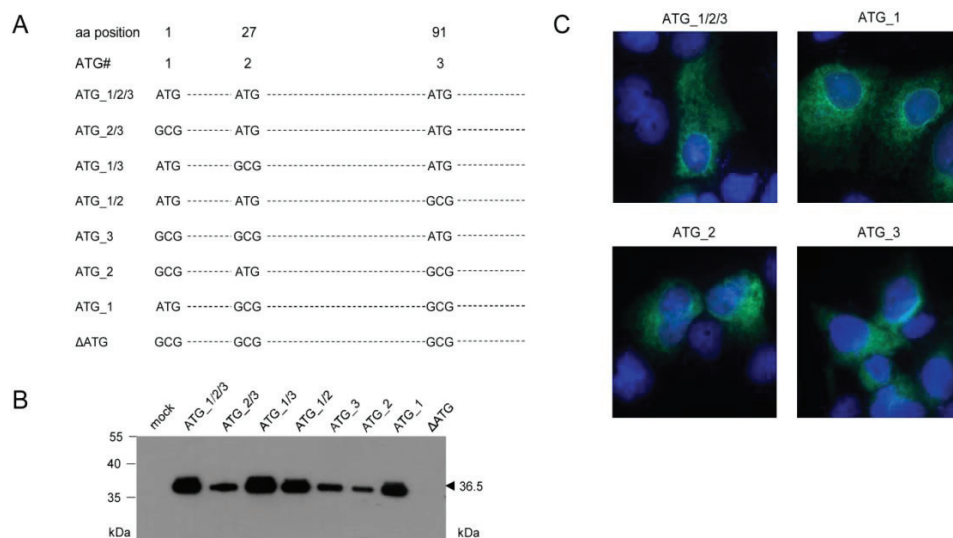 A
aa position 1 27 91
ATG# 1 2 3
ATG_1/2/3 ATG ATG ATG
ATG_2/3 GCG ATG ATG
ATG_1/3 ATG GCG ATG
ATG_1/2 ATG ATG GCG
ATG_3 GCG GCG ATG
ATG_2 GCG ATG GCG
ATG_1 ATG GCG GCG
ΔATG GCG GCG GCG
B
mock ATG_1/2/3 ATG_2/3 ATG_1/3 ATG_1/2 ATG_3 ATG_2 ATG_1 ΔATG
55
40
35
36.5
kDa kDa
C
ATG_1/2/3 ATG_1
ATG_2 ATG_3